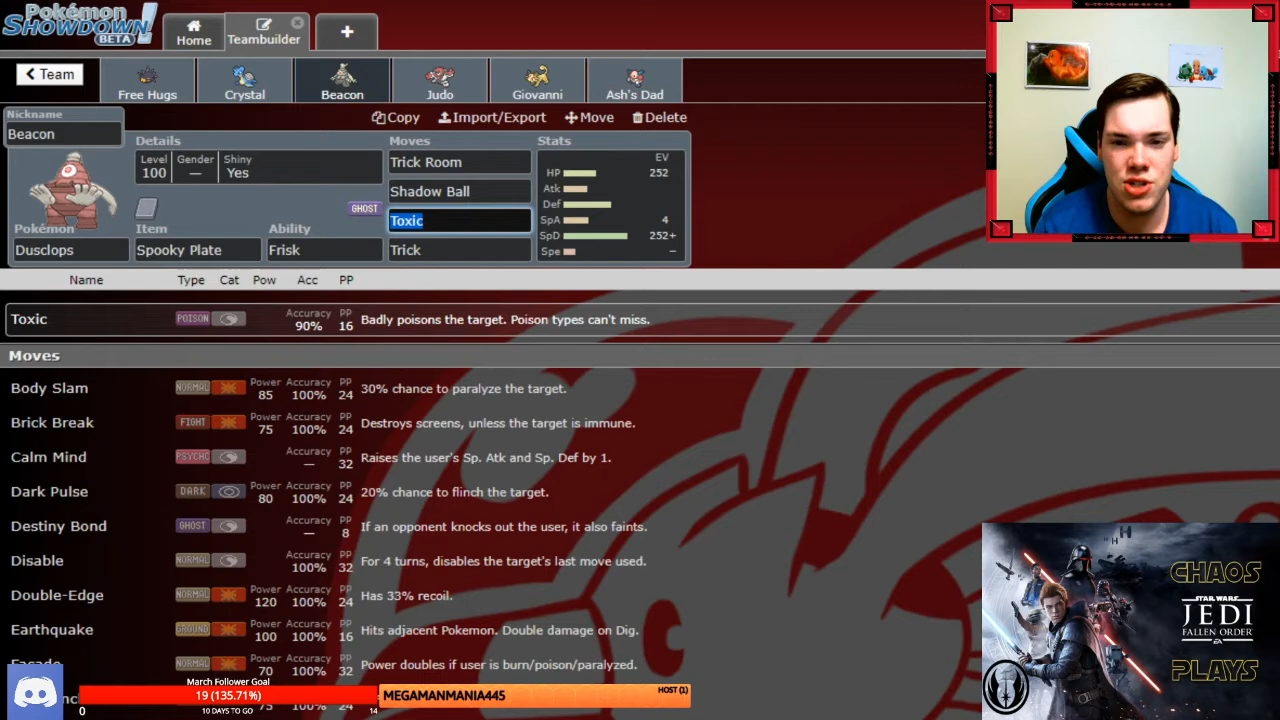 Pokémon
SHOWDOWN!
BETA
Home
Teambuilder
+
Team
Free Hugs
Crystal
Beacon
Judo
Giovanni
Ash's Dad
Copy Import/Export Move Delete
Nickname
Beacon
Details
Level Gender Shiny
100 — Yes
GHOST
Pokémon Item Ability
Dusclops Spooky Plate Frisk
Moves
Trick Room
Shadow Ball
Toxic
Trick
Stats
EV
HP 252
Atk
Def
SpA 4
SpD 252+
Spe –
Name Type Cat Pow Acc PP
Toxic POISON Accuracy 90% PP 16 Badly poisons the target. Poison types can't miss.
Moves
Body Slam NORMAL Power 85 Accuracy 100% PP 24 30% chance to paralyze the target.
Brick Break FIGHT Power 75 Accuracy 100% PP 24 Destroys screens, unless the target is immune.
Calm Mind PSYCHC Accuracy — PP 32 Raises the user's Sp. Atk and Sp. Def by 1.
Dark Pulse DARK Power 80 Accuracy 100% PP 24 20% chance to flinch the target.
Destiny Bond GHOST Accuracy — PP 8 If an opponent knocks out the user, it also faints.
Disable NORMAL Accuracy 100% PP 32 For 4 turns, disables the target's last move used.
Double-Edge NORMAL Power 120 Accuracy 100% PP 24 Has 33% recoil.
Earthquake GROUND Power 100 Accuracy 100% PP 16 Hits adjacent Pokemon. Double damage on Dig.
Facade NORMAL Power 70 Accuracy 100% PP 32 Power doubles if user is burn/poison/paralyzed.
75 100% 24
March Follower Goal
19 (135.71%)
0 10 DAYS TO GO 14
MEGAMANMANIA445
HOST (1)
CHAOS
STAR WARS
JEDI
FALLEN ORDER
EA
PLAYS